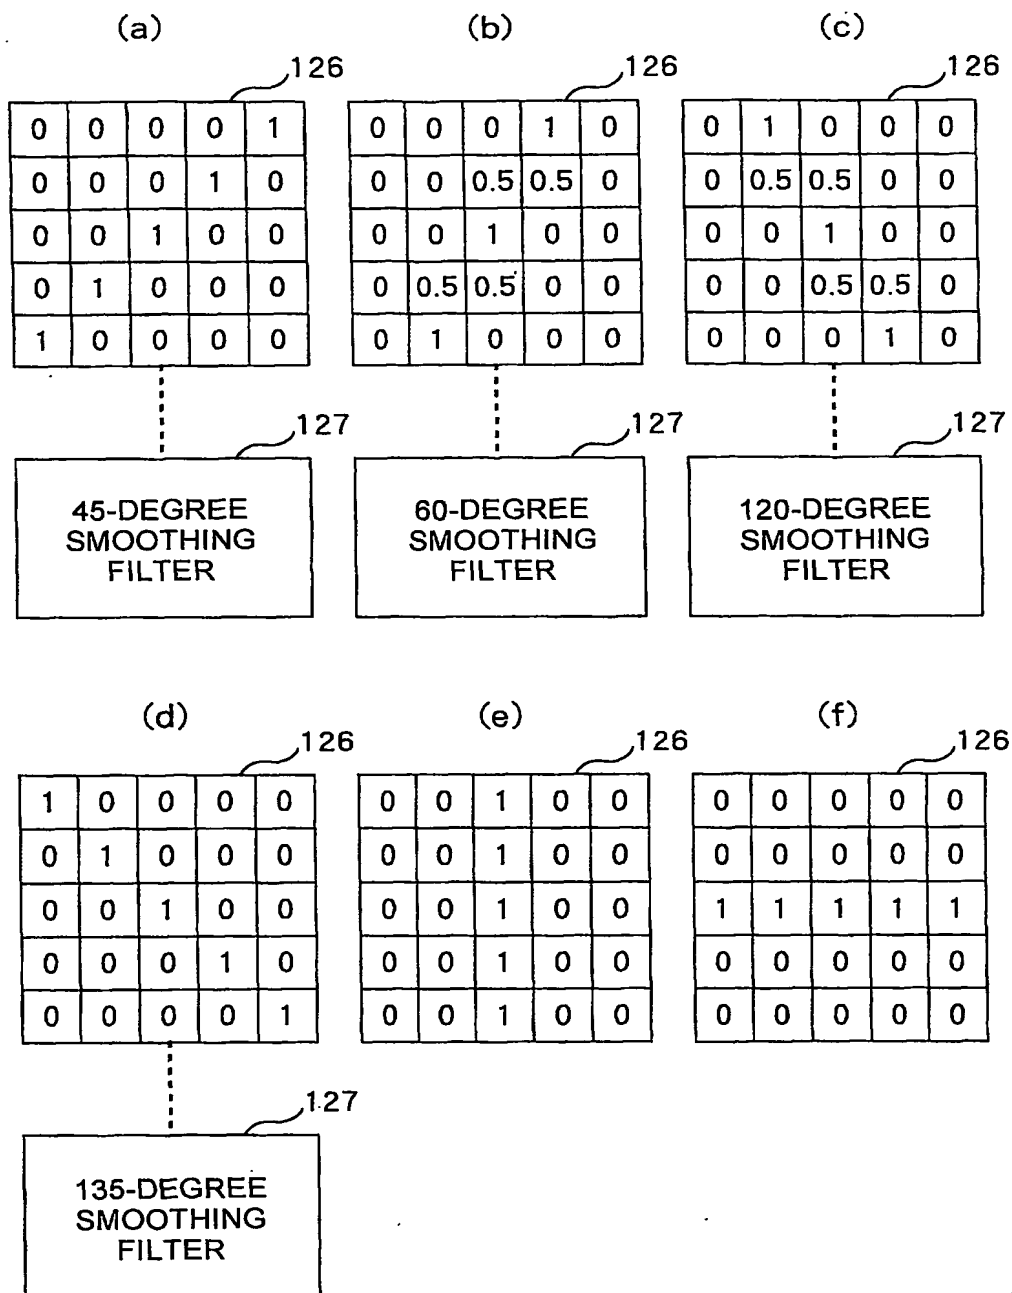 (a) (b) (c)
126 126 126
0 0 0 0 1 0 0 0 1 0 0 1 0 0 0
0 0 0 1 0 0 0 0.5 0.5 0 0 0.5 0.5 0 0
0 0 1 0 0 0 0 1 0 0 0 0 1 0 0
0 1 0 0 0 0 0.5 0.5 0 0 0 0 0.5 0.5 0
1 0 0 0 0 0 1 0 0 0 0 0 0 1 0
127 127 127
45-DEGREE
SMOOTHING
FILTER
60-DEGREE
SMOOTHING
FILTER
120-DEGREE
SMOOTHING
FILTER
(d) (e) (f)
126 126 126
1 0 0 0 0 0 0 1 0 0 0 0 0 0 0
0 1 0 0 0 0 0 1 0 0 0 0 0 0 0
0 0 1 0 0 0 0 1 0 0 1 1 1 1 1
0 0 0 1 0 0 0 1 0 0 0 0 0 0 0
0 0 0 0 1 0 0 1 0 0 0 0 0 0 0
127
135-DEGREE
SMOOTHING
FILTER